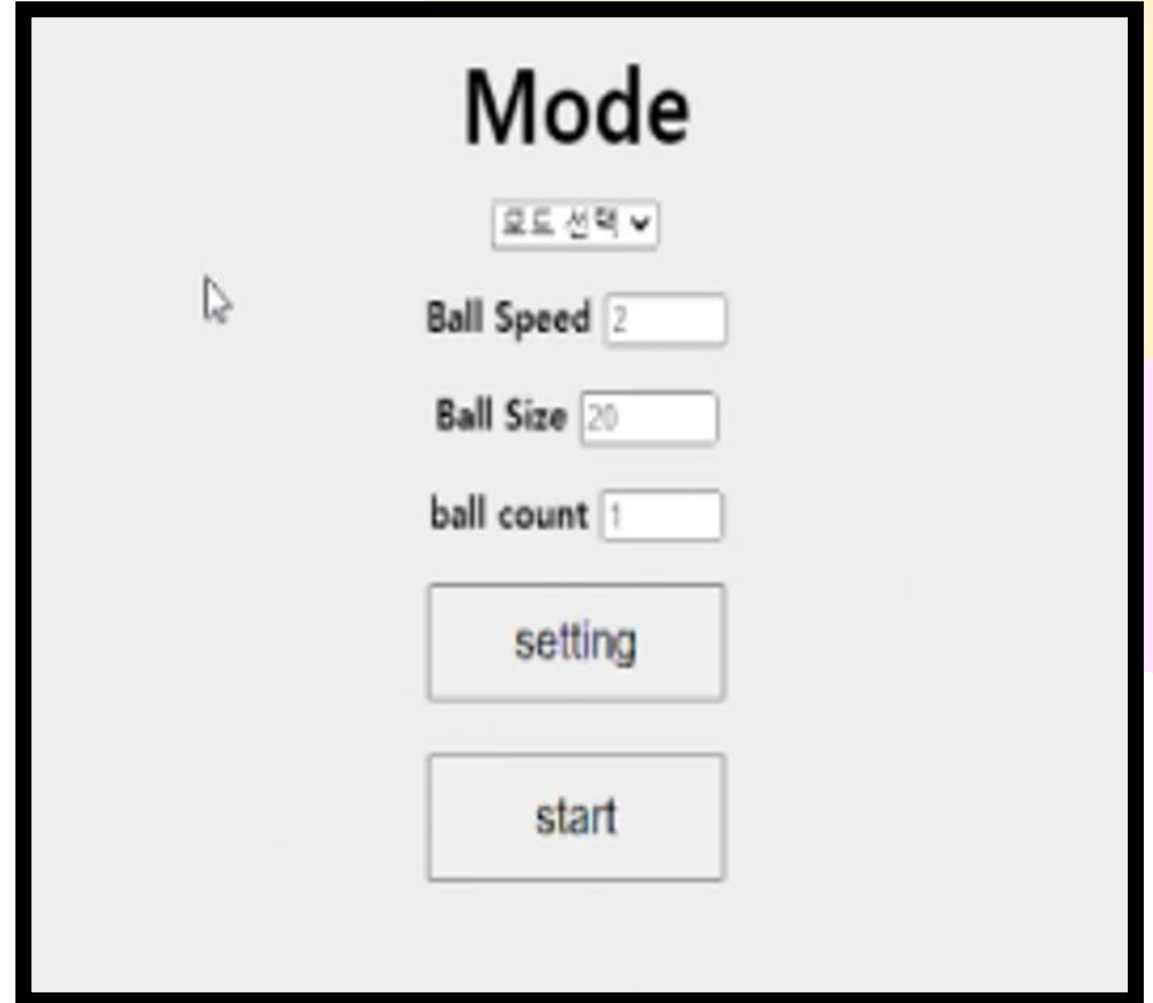 Mode
모드 선택
Ball Speed 2
Ball Size 20
ball count 1
setting
start